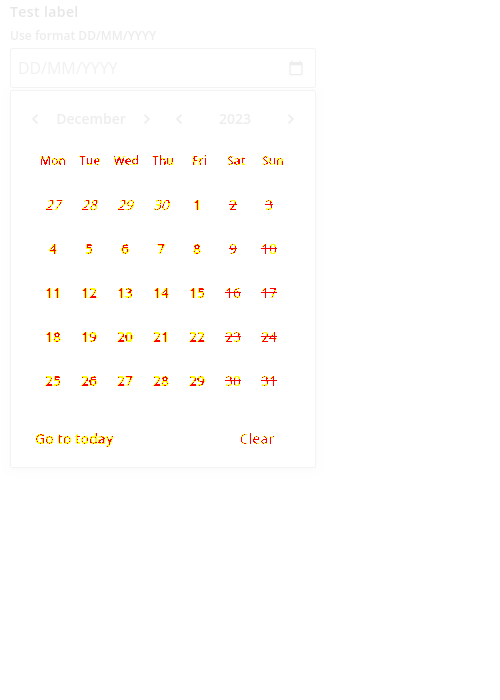 Test label
Use format DD/MM/YYYY
DD/MM/YYYY
December 2023
Mon Tue Wed Thu Fri Sat Sun
27 28 29 30 1 2 3
4 5 6 7 8 9 10
11 12 13 14 15 16 17
18 19 20 21 22 23 24
25 26 27 28 29 30 31
Go to today Clear